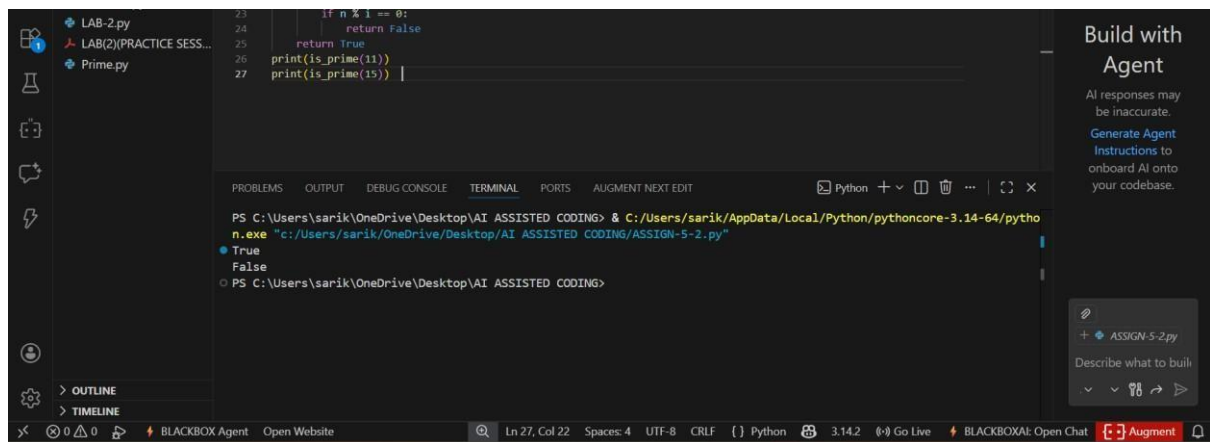 LAB-2.py
LAB(2)(PRACTICE SESS...
Prime.py
1
23 if n % i == 0:
24 return False
25 return True
26 print(is_prime(11))
27 print(is_prime(15))
PROBLEMS OUTPUT DEBUG CONSOLE TERMINAL PORTS AUGMENT NEXT EDIT Python
PS C:\Users\sarik\OneDrive\Desktop\AI ASSISTED CODING> & C:/Users/sarik/AppData/Local/Python/pythoncore-3.14-64/pytho
n.exe "c:/Users/sarik/OneDrive/Desktop/AI ASSISTED CODING/ASSIGN-5-2.py"
True
False
PS C:\Users\sarik\OneDrive\Desktop\AI ASSISTED CODING>
Build with
Agent
AI responses may
be inaccurate.
Generate Agent
Instructions to
onboard AI onto
your codebase.
+ ASSIGN-5-2.py
Describe what to buil
> OUTLINE
> TIMELINE
0 0 BLACKBOX Agent Open Website Ln 27, Col 22 Spaces: 4 UTF-8 CRLF {} Python 3.14.2 Go Live BLACKBOXAI: Open Chat Augment